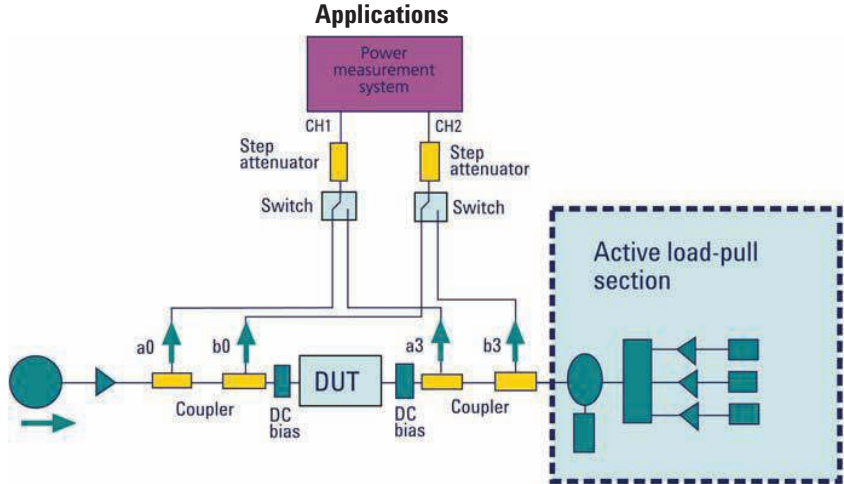 Applications
Power
measurement
system
CH1
CH2
Step
attenuator
Step
attenuator
Switch
Switch
Active load-pull
section
a0
b0
a3
b3
DUT
Coupler
DC
bias
DC
bias
Coupler